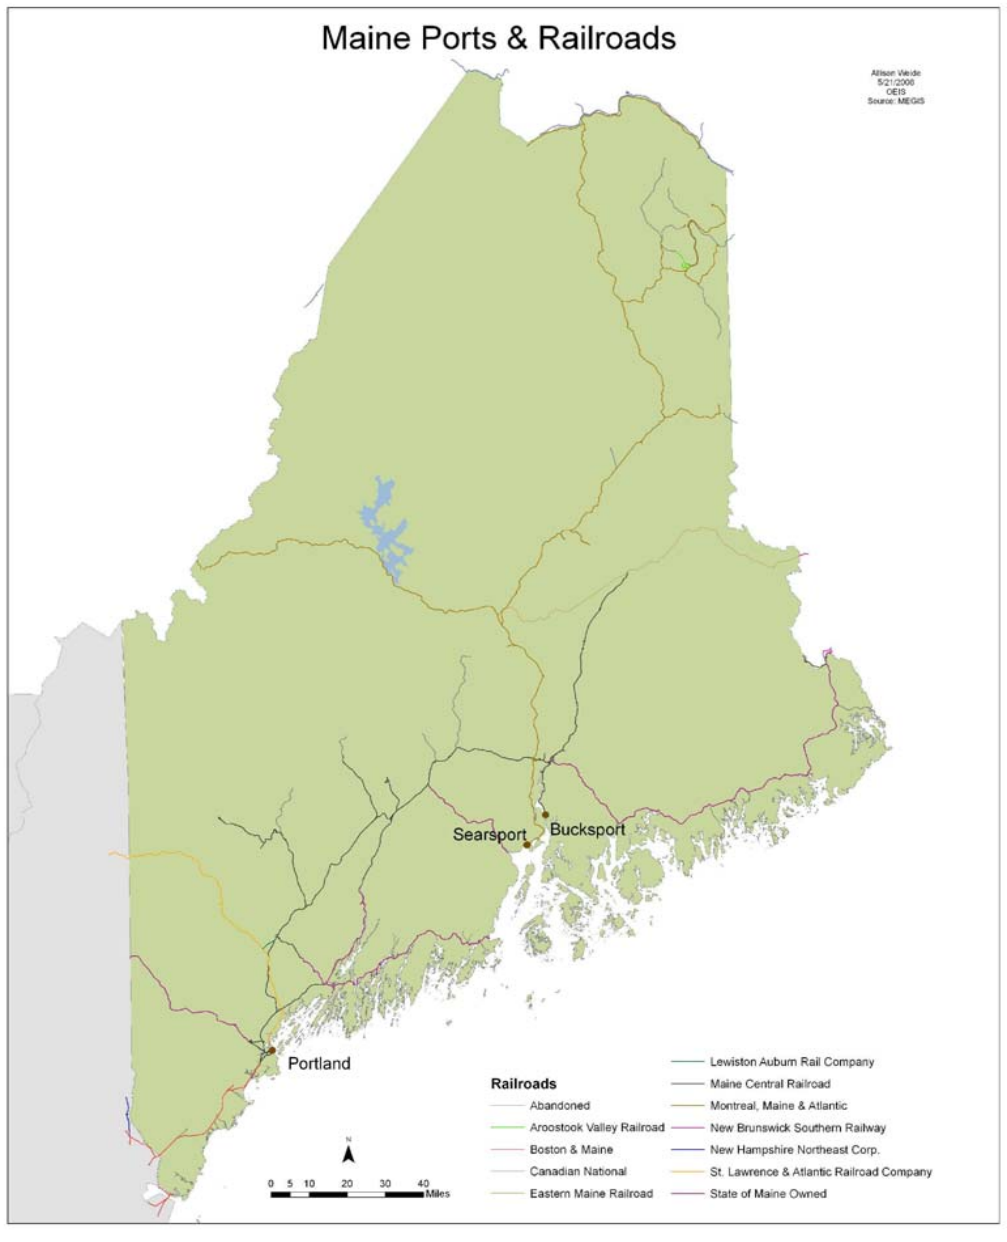 Maine Ports & Railroads
Allison Weide
5/21/2008
OEIS
Source: MEGIS
Searsport
Bucksport
Portland
N
0 5 10 20 30 40
Miles
Railroads
Abandoned
Aroostook Valley Railroad
Boston & Maine
Canadian National
Eastern Maine Railroad
Lewiston Auburn Rail Company
Maine Central Railroad
Montreal, Maine & Atlantic
New Brunswick Southern Railway
New Hampshire Northeast Corp.
St. Lawrence & Atlantic Railroad Company
State of Maine Owned